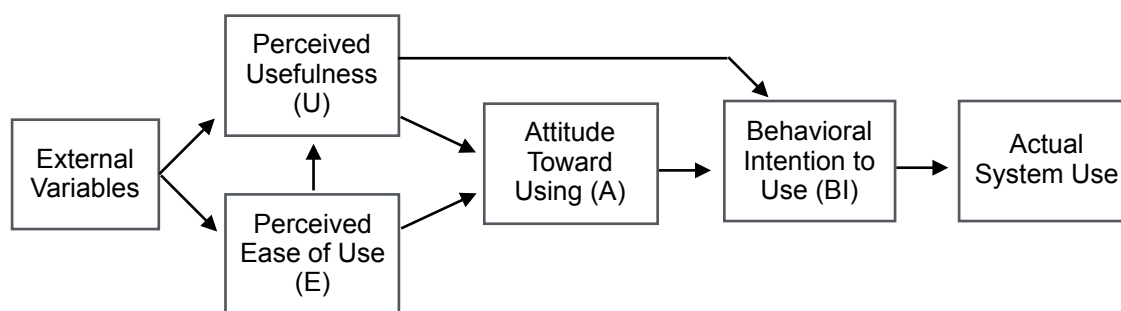 External
Variables
Perceived
Usefulness
(U)
Perceived
Ease of Use
(E)
Attitude
Toward
Using (A)
Behavioral
Intention to
Use (BI)
Actual
System Use